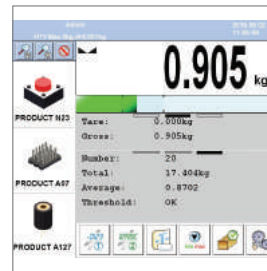 0.905 kg
PRODUCT N23
PRODUCT A67
PRODUCT A127
Tare: 0.000kg
Gross: 0.905kg
Number: 20
Total: 17.404kg
Average: 0.8702
Threshold: OK